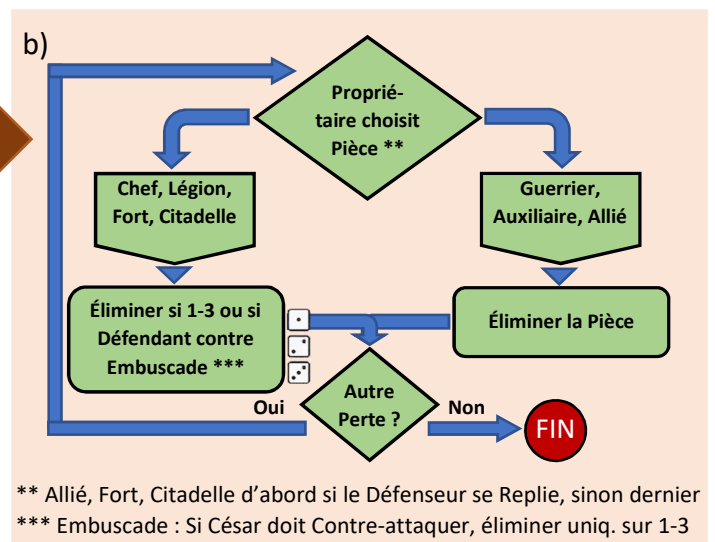 b)
Proprié-
taire choisit
Pièce **
Chef, Légion,
Fort, Citadelle
Guerrier,
Auxiliaire, Allié
Éliminer si 1-3 ou si
Défendant contre
Embuscade ***
Éliminer la Pièce
Autre
Perte ?
Oui
Non
FIN
** Allié, Fort, Citadelle d’abord si le Défenseur se Replie, sinon dernier
*** Embuscade : Si César doit Contre-attaquer, éliminer uniq. sur 1-3